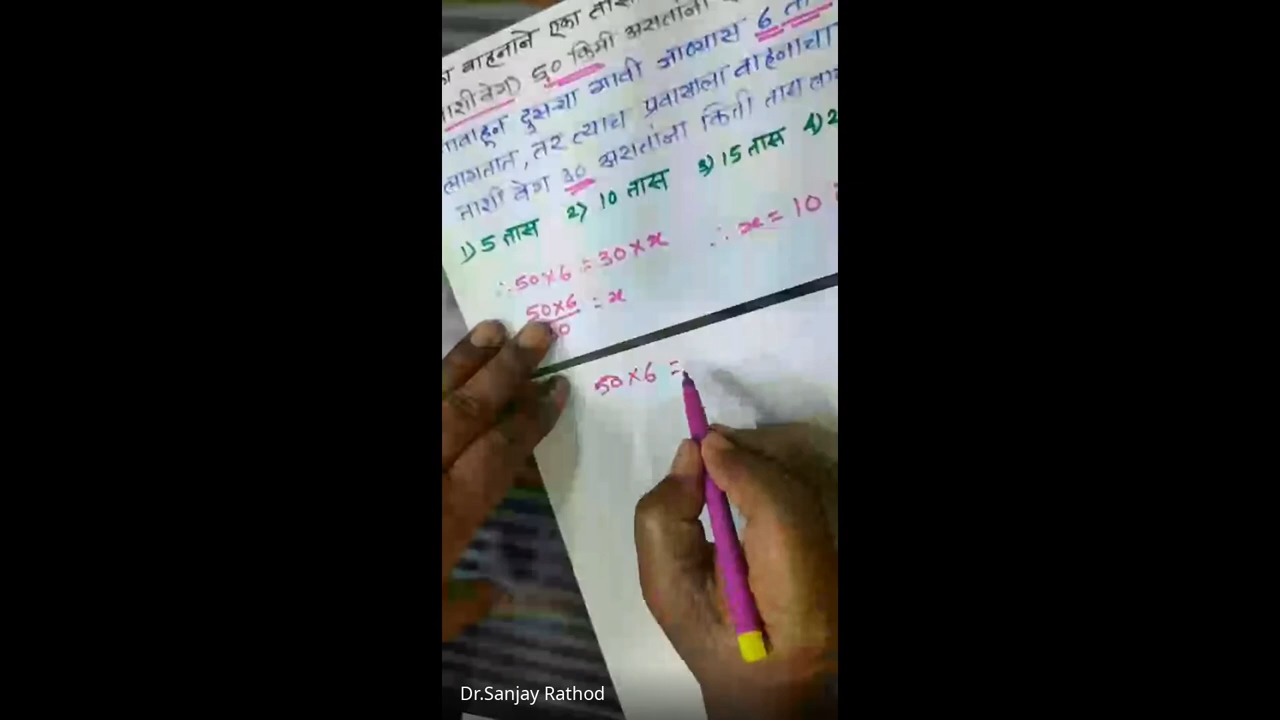 वाहनाने एका
ताशी वेग) 50 किमी असतांना
गावाहून दुसऱ्या गावी जाण्यास 6
लागतात, तर त्याच प्रवासाला वाहनाचा
ताशी वेग 30 असतांना किती तास
1) 5 तास 2) 10 तास 3) 15 तास 4) 2
∴ 50×6 = 30×x ∴ x = 10
50×6 = x
50×6 =
Dr.Sanjay Rathod